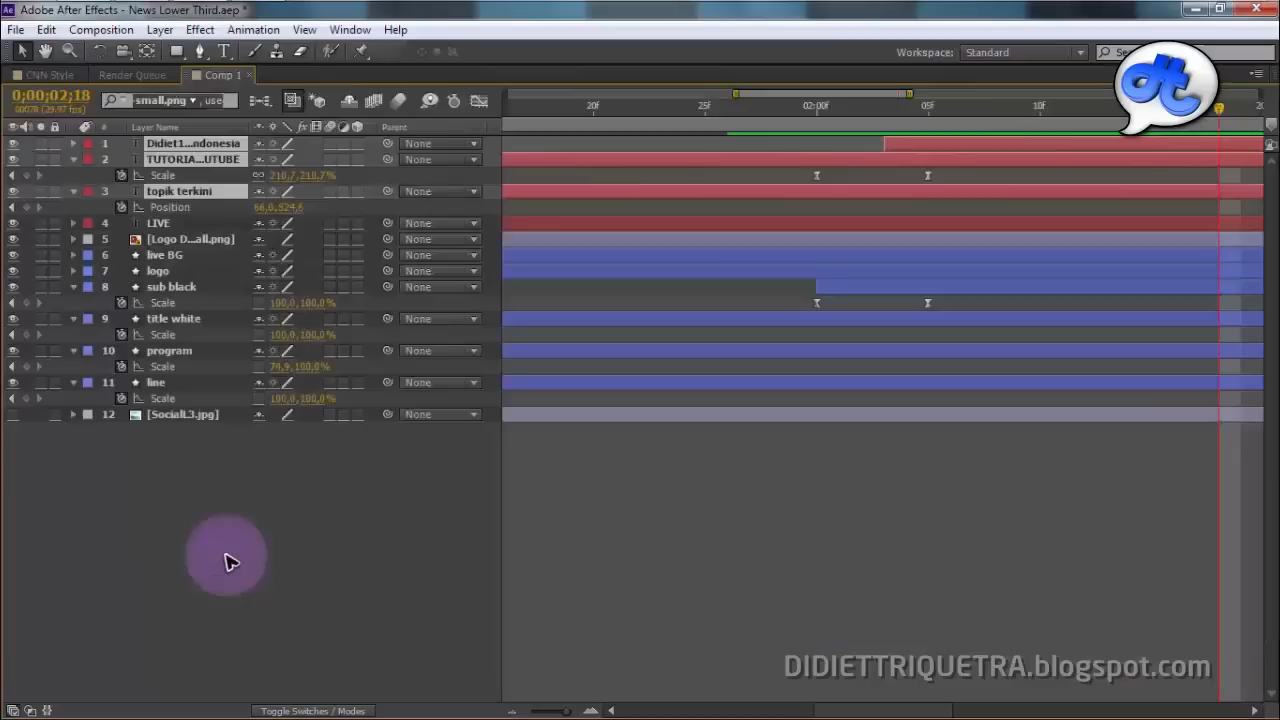 Adobe After Effects - News Lower Third.aep *
File Edit Composition Layer Effect Animation View Window Help
Workspace: Standard
CNN Style Render Queue Comp 1
0;00;02;18
00078 (29.97 fps)
-small.png , use
20f 25f 02:00f 05f 10f
Layer Name fx Parent
1 Didiet1...ndonesia None
2 TUTORIA...UTUBE None
Scale 210,7,210,7%
3 topik terkini None
Position 66,0,824,6
4 LIVE None
5 [Logo D...all.png] None
6 live BG None
7 logo None
8 sub black None
Scale 100,0,100,0%
9 title white None
Scale 100,0,100,0%
10 program None
Scale 74,9,100,0%
11 line None
Scale 100,0,100,0%
12 [SocialL3.jpg] None
Toggle Switches / Modes
dt
DIDIETTRIQUETRA.blogspot.com